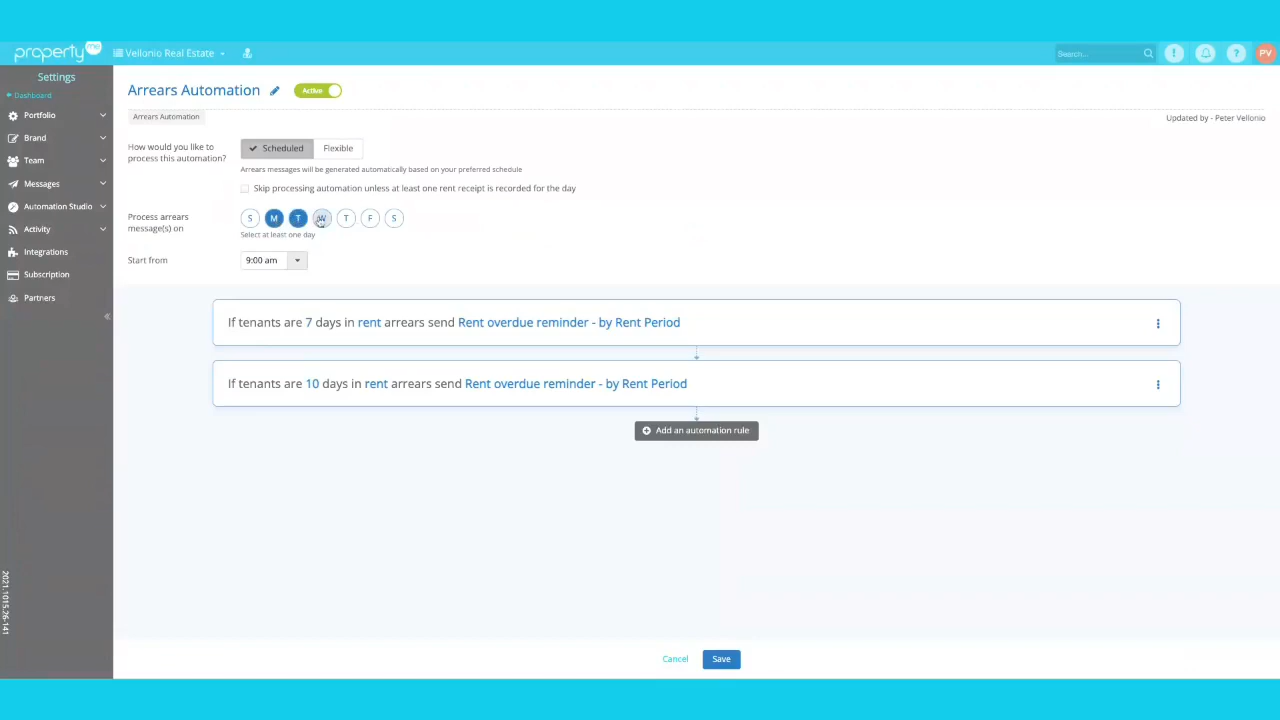 propertyme
Vellonio Real Estate
Search...
!
?
PV
Settings
Dashboard
Portfolio
Brand
Team
Messages
Automation Studio
Activity
Integrations
Subscription
Partners
2021.1015.26-141
Arrears Automation
Active
Arrears Automation
Updated by - Peter Vellonio
How would you like to
process this automation?
Scheduled
Flexible
Arrears messages will be generated automatically based on your preferred schedule
Skip processing automation unless at least one rent receipt is recorded for the day
Process arrears
message(s) on
S M T W T F S
Select at least one day
Start from
9:00 am
If tenants are 7 days in rent arrears send Rent overdue reminder - by Rent Period
If tenants are 10 days in rent arrears send Rent overdue reminder - by Rent Period
Add an automation rule
Cancel
Save